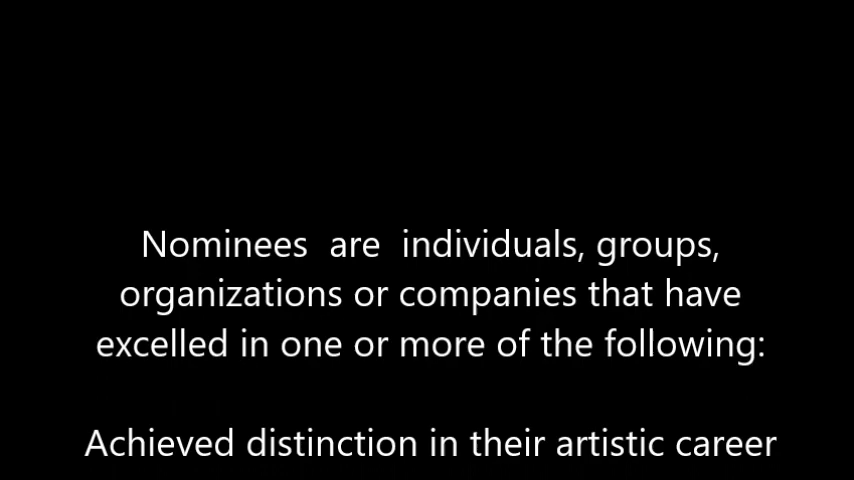 Nominees are individuals, groups,
organizations or companies that have
excelled in one or more of the following:
Achieved distinction in their artistic career